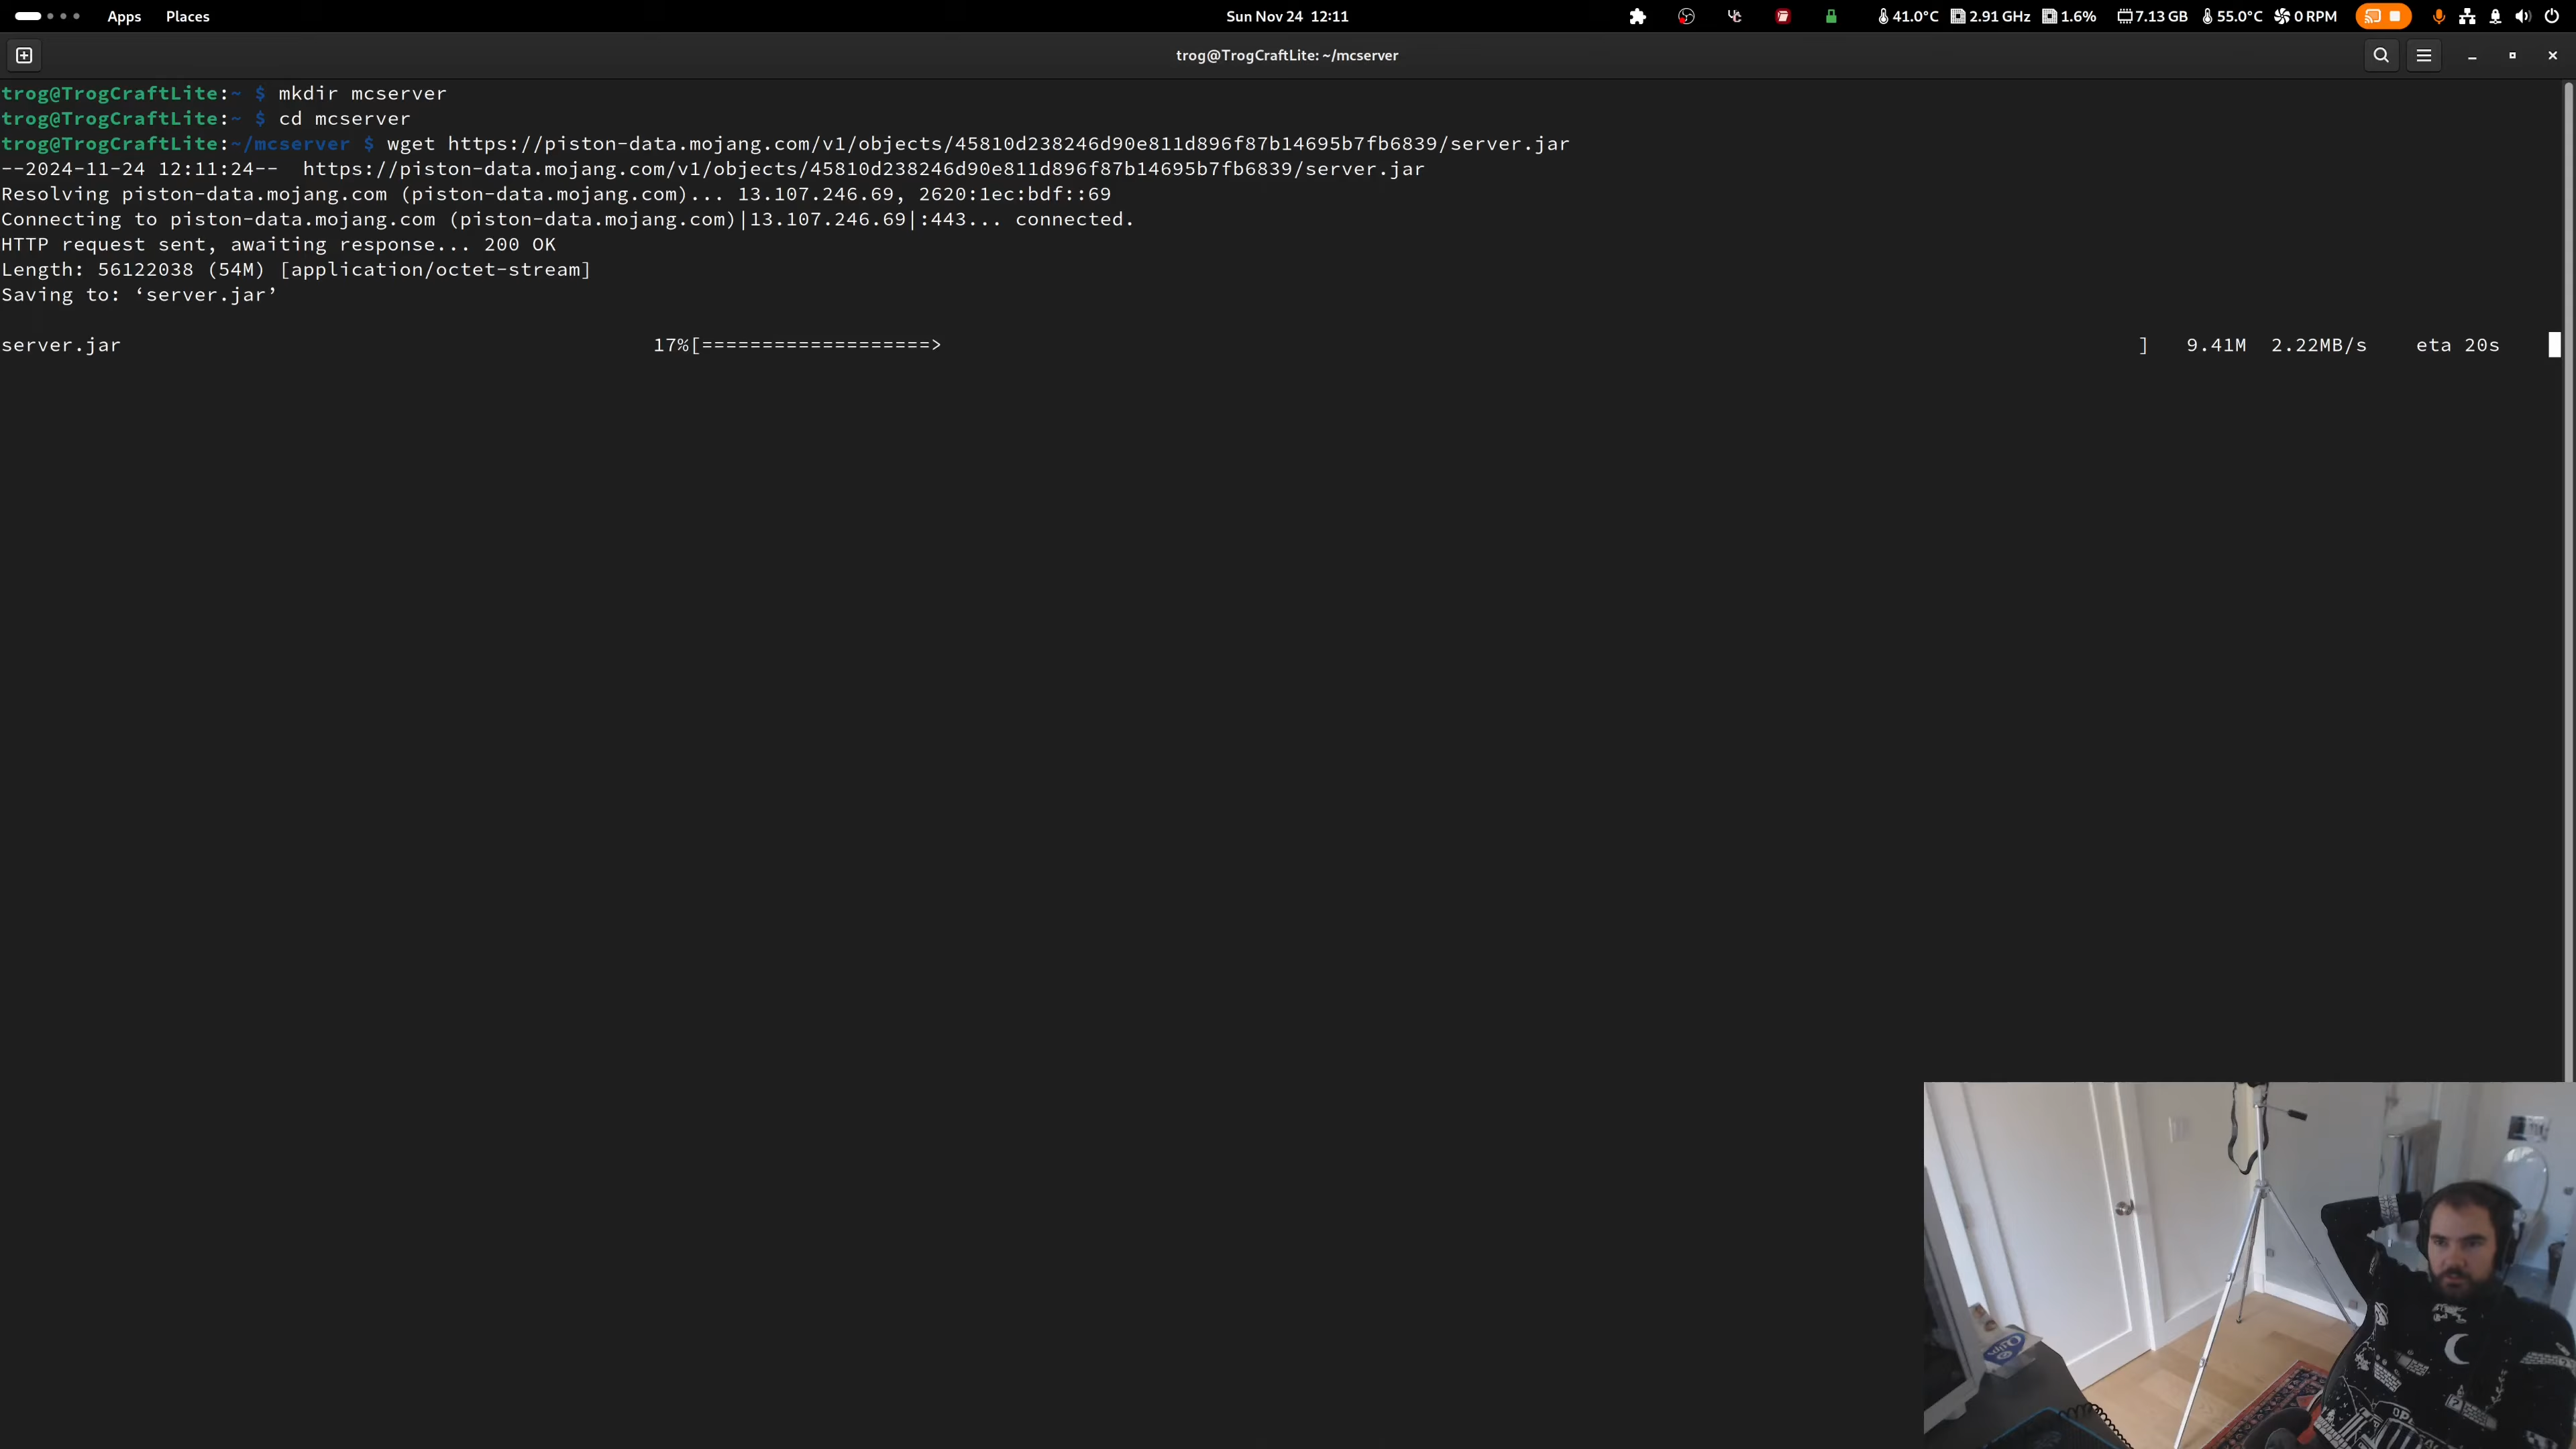 Apps Places Sun Nov 24 12:11 41.0°C 2.91 GHz 1.6% 7.13 GB 55.0°C 0 RPM
trog@TrogCraftLite: ~/mcserver
trog@TrogCraftLite:~ $ mkdir mcserver
trog@TrogCraftLite:~ $ cd mcserver
trog@TrogCraftLite:~/mcserver $ wget https://piston-data.mojang.com/v1/objects/45810d238246d90e811d896f87b14695b7fb6839/server.jar
--2024-11-24 12:11:24--  https://piston-data.mojang.com/v1/objects/45810d238246d90e811d896f87b14695b7fb6839/server.jar
Resolving piston-data.mojang.com (piston-data.mojang.com)... 13.107.246.69, 2620:1ec:bdf::69
Connecting to piston-data.mojang.com (piston-data.mojang.com)|13.107.246.69|:443... connected.
HTTP request sent, awaiting response... 200 OK
Length: 56122038 (54M) [application/octet-stream]
Saving to: ‘server.jar’
server.jar 17%[===================> ] 9.41M 2.22MB/s eta 20s